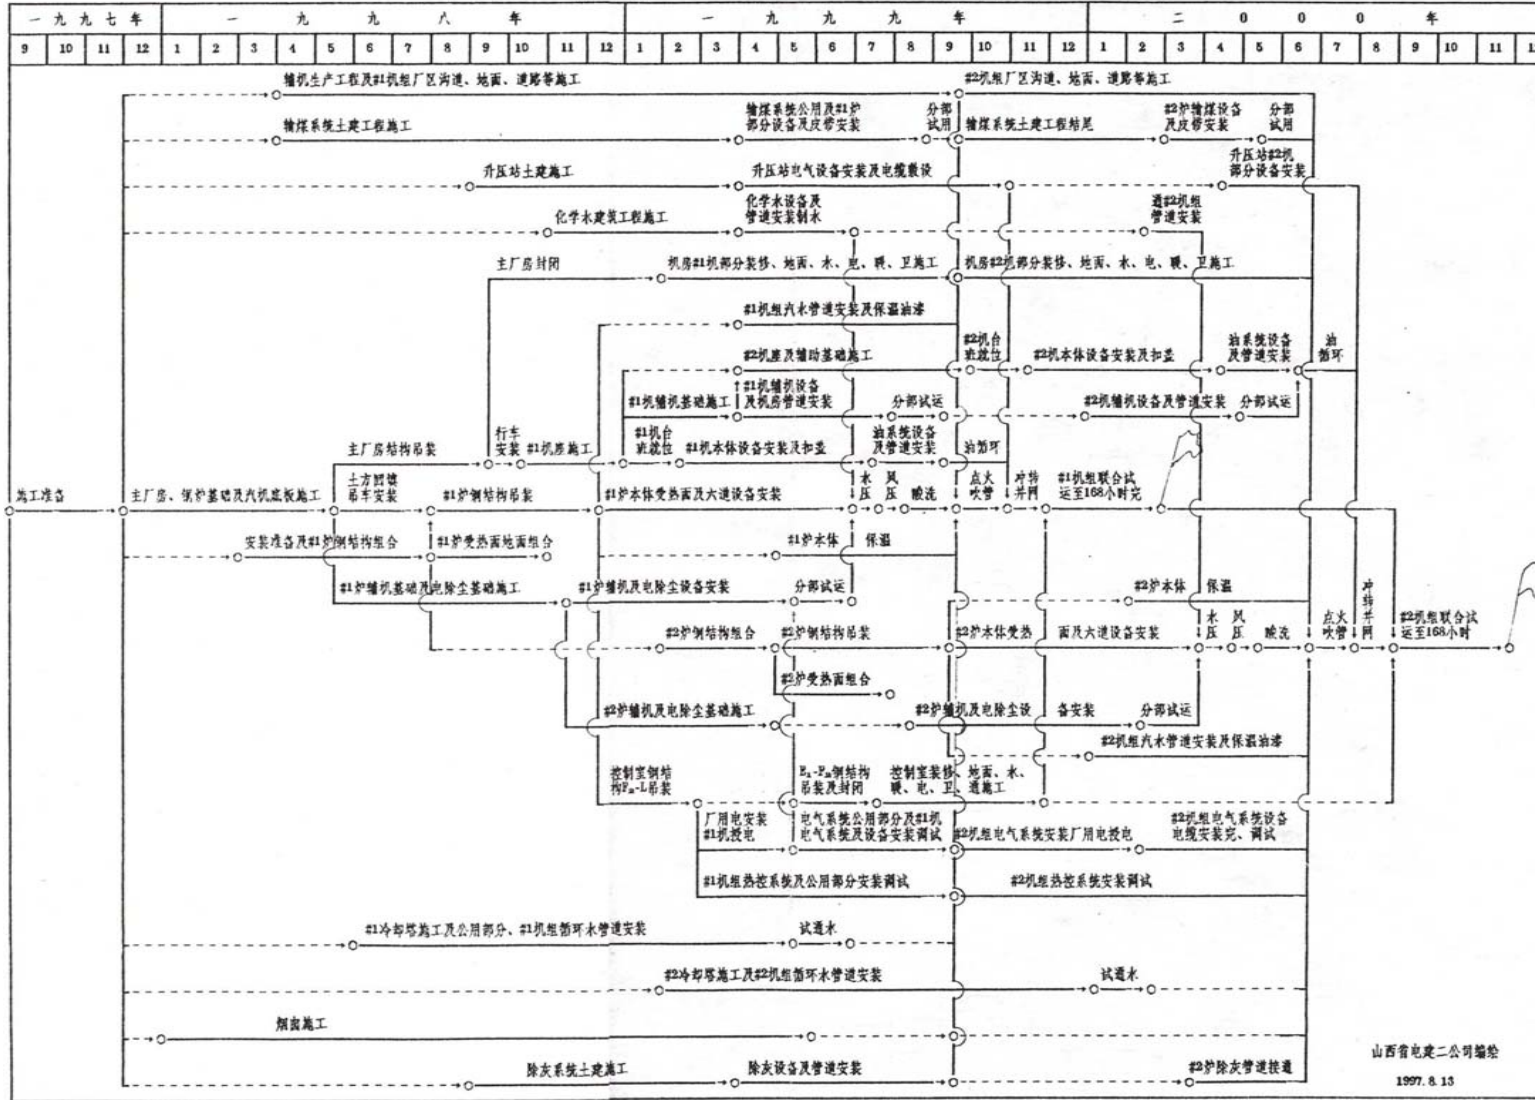 一九九七年 一九九八年 一九九九年 二000年
9 10 11 12 1 2 3 4 5 6 7 8 9 10 11 12 1 2 3 4 5 6 7 8 9 10 11 12 1 2 3 4 5 6 7 8 9 10 11
辅机生产工程及#1机组厂区沟道、地面、道路等施工
#2机组厂区沟道、地面、道路等施工
输煤系统土建工程施工
输煤系统公用及#1炉
部分设备及皮带安装
分部
试用
输煤系统土建工程结尾
#2炉输煤设备
及皮带安装
分部
试用
升压站土建施工
升压站电气设备安装及电缆敷设
升压站#2机
部分设备安装
化学水建筑工程施工
化学水设备及
管道安装制水
通#2机组
管道安装
主厂房封闭
机房#1机部分装修、地面、水、电、暖、卫施工
机房#2机部分装修、地面、水、电、暖、卫施工
#1机组汽水管道安装及保温油漆
#2机座及辅助基础施工
#2机台
班就位
#2机本体设备安装及扣盖
油系统设备
及管道安装
油
循环
#1机辅机基础施工
#1机辅机设备
及机房管道安装
分部试运
#2机辅机设备及管道安装
分部试运
主厂房结构吊装
行车
安装
#1机座施工
#1机台
班就位
#1机本体设备安装及扣盖
油系统设备
及管道安装
油循环
施工准备
主厂房、锅炉基础及汽机底板施工
土方回填
吊车安装
#1炉钢结构吊装
#1炉本体受热面及六道设备安装
水压
风压
酸洗
点火
吹管
冲转
并网
#1机组联合试
运至168小时完
安装准备及#1炉钢结构组合
#1炉受热面地面组合
#1炉本体 保温
#1炉辅机基础及电除尘基础施工
#1炉辅机及电除尘设备安装
分部试运
#2炉本体 保温
#2炉钢结构组合
#2炉钢结构吊装
#2炉本体受热面及六道设备安装
水压
风压
酸洗
点火
吹管
冲转并网
#2机组联合试
运至168小时
#2炉受热面组合
#2炉辅机及电除尘基础施工
#2炉辅机及电除尘设备安装
分部试运
#2机组汽水管道安装及保温油漆
控制室钢结
吊装
钢结构
吊装及封闭
控制室装修、地面、水、
暖、电、卫、通施工
厂用电安装
#1机授电
电气系统公用部分及#1机
电气系统及设备安装调试
#2机组电气系统安装厂用电授电
#2机组电气系统设备
电缆安装完、调试
#1机组热控系统及公用部分安装调试
#2机组热控系统安装调试
#1冷却塔施工及公用部分、#1机组循环水管道安装
试通水
#2冷却塔施工及#2机组循环水管道安装
试通水
烟囱施工
除灰系统土建施工
除灰设备及管道安装
#2炉除灰管道接通
山西省电建二公司编绘
1997.8.13